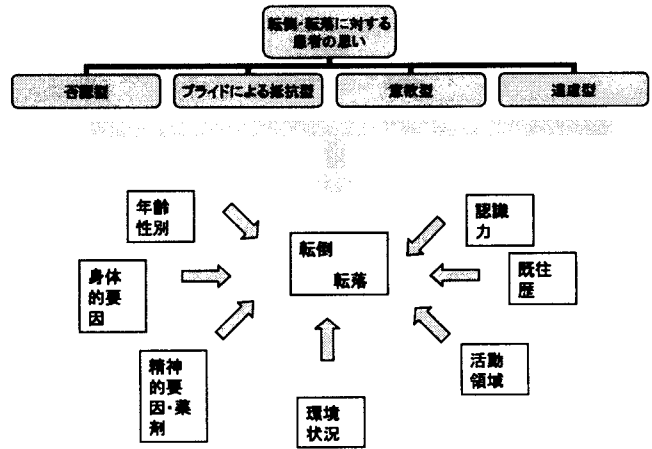 転倒・転落に対する
患者の思い
否認型
プライドによる抵抗型
意欲型
遠慮型
年齢
性別
認識
力
転倒
転落
身体
的要
因
既往
歴
精神
的要
因・薬
剤
活動
領域
環境
状況